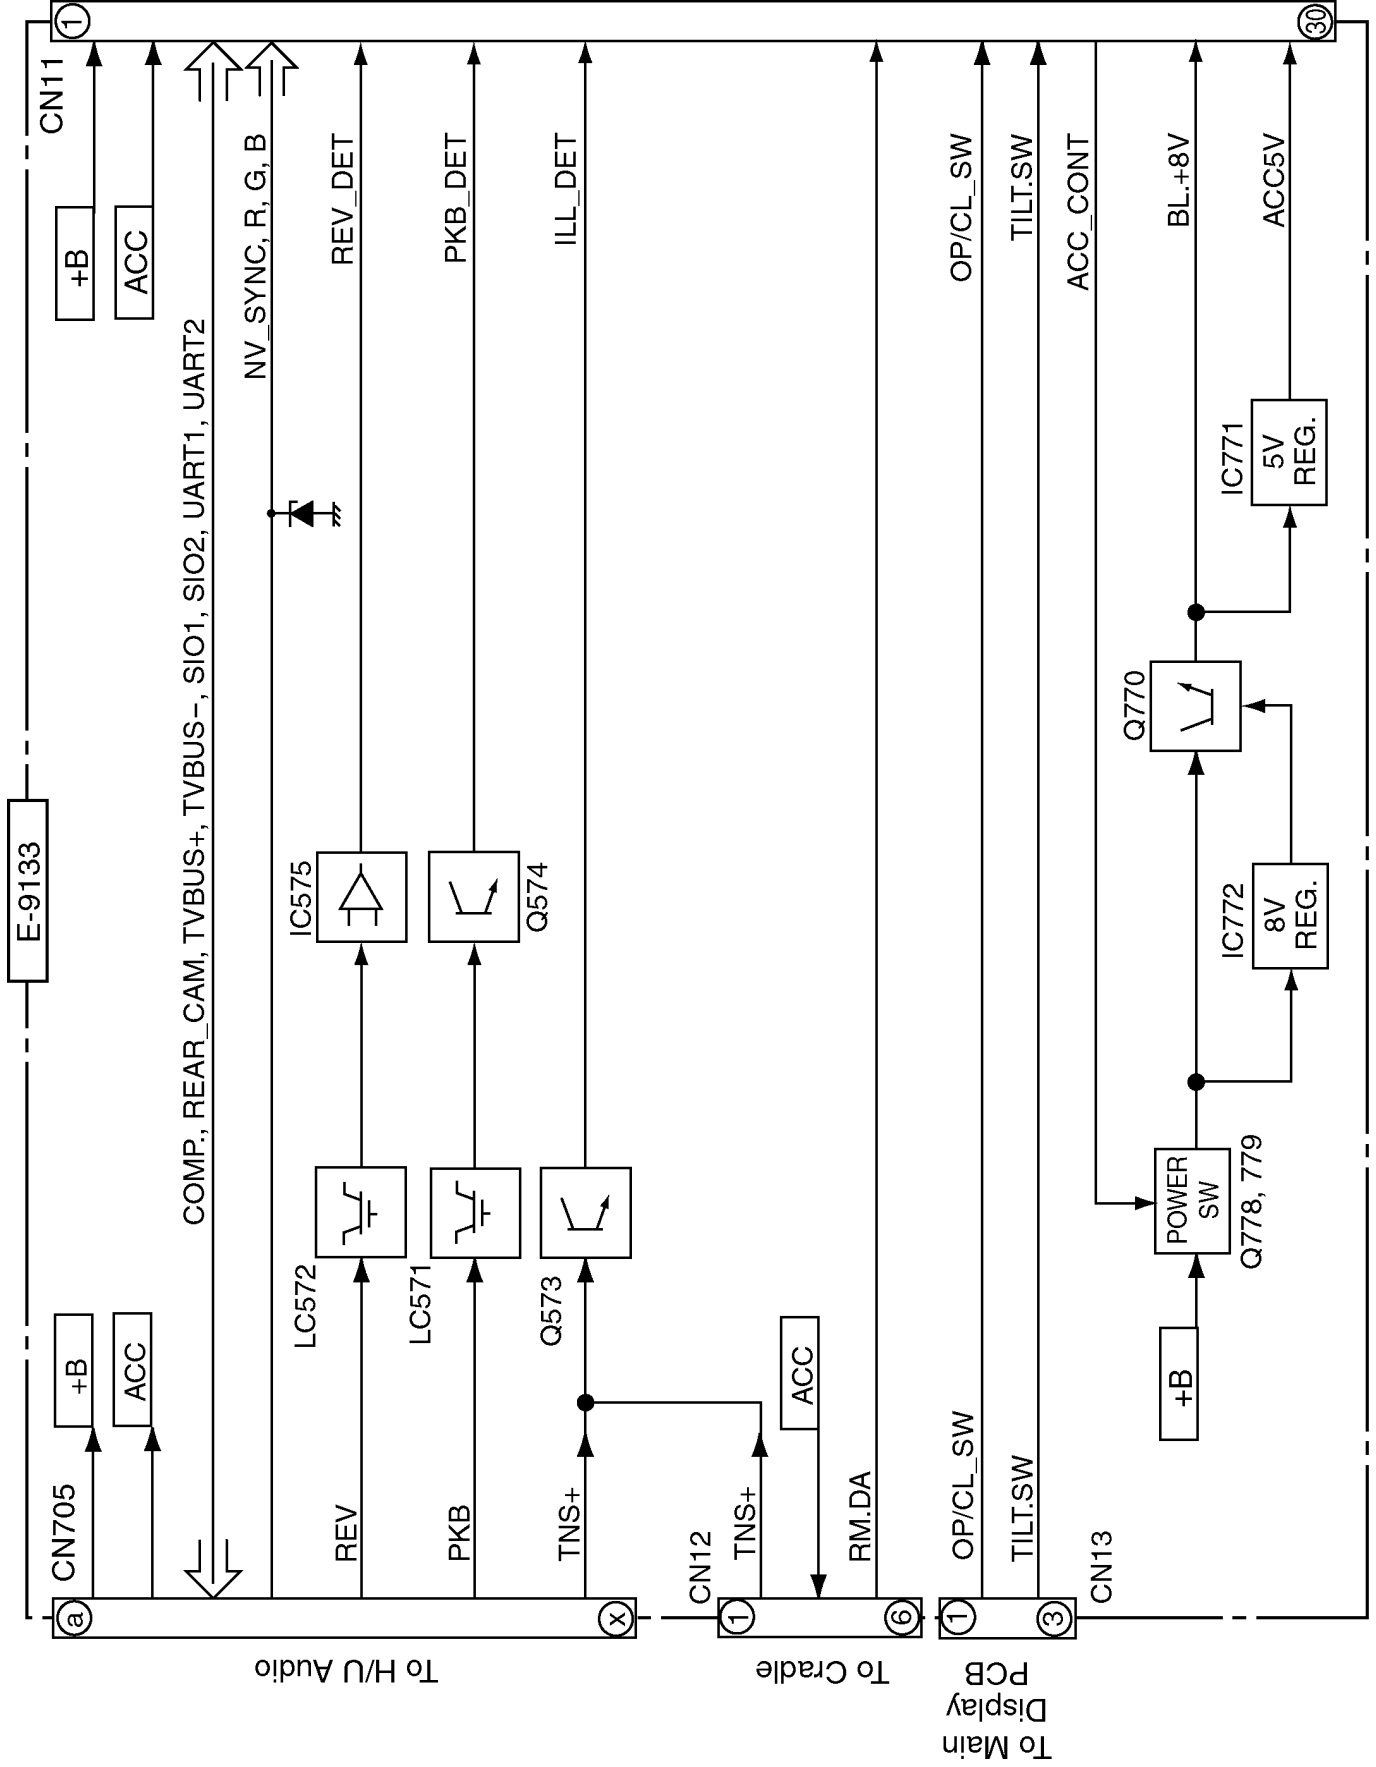 E-9133
CN705
a
x
To H/U Audio
+B
ACC
+B
ACC
CN11
1
30
COMP., REAR_CAM, TVBUS+, TVBUS−, SIO1, SIO2, UART1, UART2
NV_SYNC, R, G, B
REV
LC572
IC575
REV_DET
PKB
LC571
Q574
PKB_DET
TNS+
Q573
ILL_DET
CN12
1
6
To Cradle
TNS+
ACC
RM.DA
CN13
1
3
To Main
Display
PCB
OP/CL_SW
OP/CL_SW
TILT.SW
TILT.SW
ACC_CONT
+B
POWER
SW
Q778, 779
IC772
8V
REG.
Q770
BL.+8V
IC771
5V
REG.
ACC5V